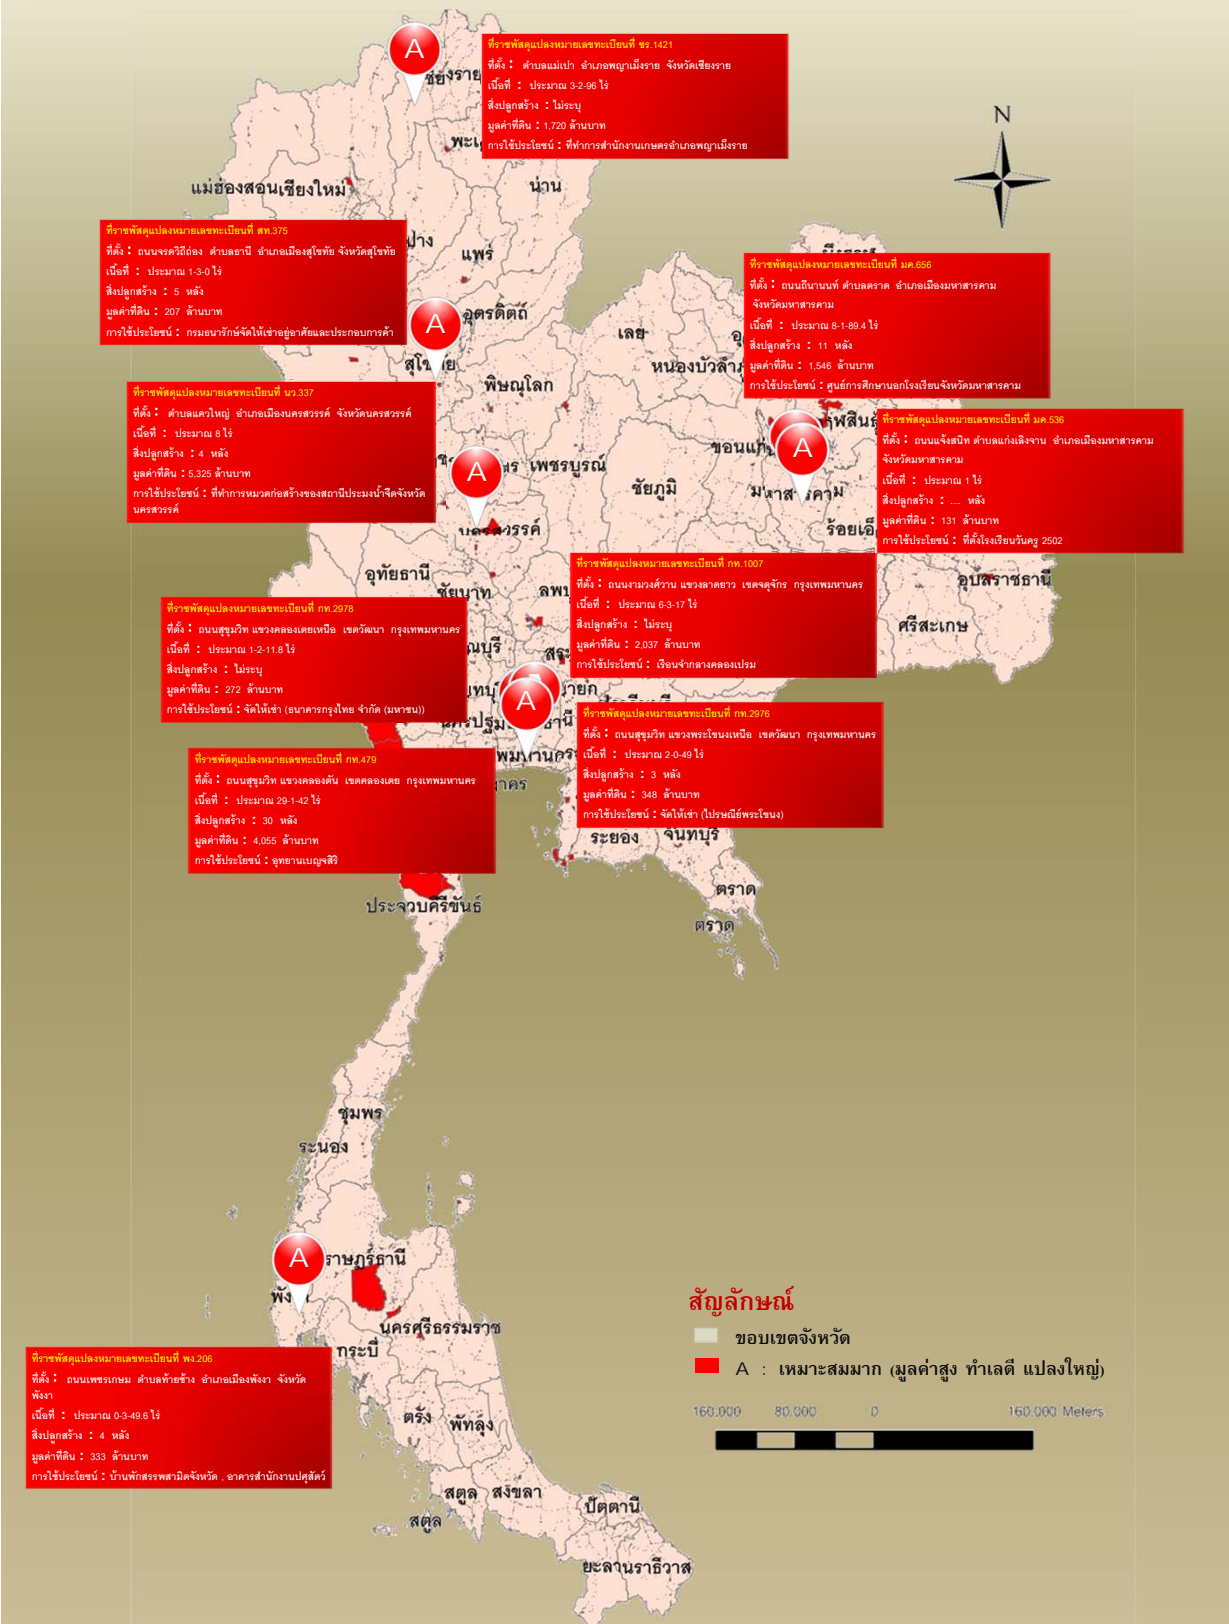 A
เชียงราย
ที่ราชพัสดุแปลงหมายเลขทะเบียนที่ ชร.1421
ที่ตั้ง : ตำบลแม่เปา อำเภอพญาเม็งราย จังหวัดเชียงราย
เนื้อที่ : ประมาณ 3-2-96 ไร่
สิ่งปลูกสร้าง : ไม่ระบุ
มูลค่าที่ดิน : 1,720 ล้านบาท
การใช้ประโยชน์ : ที่ทำการสำนักงานเกษตรอำเภอพญาเม็งราย
N
แม่ฮ่องสอน เชียงใหม่
น่าน
แพร่
ที่ราชพัสดุแปลงหมายเลขทะเบียนที่ สท.375
ที่ตั้ง : ถนนจรดวิถีถ่อง ตำบลธานี อำเภอเมืองสุโขทัย จังหวัดสุโขทัย
เนื้อที่ : ประมาณ 1-3-0 ไร่
สิ่งปลูกสร้าง : 5 หลัง
มูลค่าที่ดิน : 207 ล้านบาท
การใช้ประโยชน์ : กรมธนารักษ์จัดให้เช่าอยู่อาศัยและประกอบการค้า
ที่ราชพัสดุแปลงหมายเลขทะเบียนที่ มค.656
ที่ตั้ง : ถนนถีนานนท์ ตำบลตราด อำเภอเมืองมหาสารคาม
จังหวัดมหาสารคาม
เนื้อที่ : ประมาณ 8-1-89.4 ไร่
สิ่งปลูกสร้าง : 11 หลัง
มูลค่าที่ดิน : 1,546 ล้านบาท
การใช้ประโยชน์ : ศูนย์การศึกษานอกโรงเรียนจังหวัดมหาสารคาม
A
อุตรดิตถ์
เลย
พิษณุโลก
ที่ราชพัสดุแปลงหมายเลขทะเบียนที่ นว.337
ที่ตั้ง : ตำบลแควใหญ่ อำเภอเมืองนครสวรรค์ จังหวัดนครสวรรค์
เนื้อที่ : ประมาณ 8 ไร่
สิ่งปลูกสร้าง : 4 หลัง
มูลค่าที่ดิน : 5,325 ล้านบาท
การใช้ประโยชน์ : ที่ทำการหมวดก่อสร้างของสถานีประมงน้ำจืดจังหวัด
นครสวรรค์
A
เพชรบูรณ์
ชัยภูมิ
A
มหาสารคาม
ที่ราชพัสดุแปลงหมายเลขทะเบียนที่ มค.536
ที่ตั้ง : ถนนแจ้งสนิท ตำบลแก่งเลิงจาน อำเภอเมืองมหาสารคาม
จังหวัดมหาสารคาม
เนื้อที่ : ประมาณ 1 ไร่
สิ่งปลูกสร้าง : .... หลัง
มูลค่าที่ดิน : 131 ล้านบาท
การใช้ประโยชน์ : ที่ตั้งโรงเรียนวันครู 2502
อุทัยธานี
ชัยนาท
อุบลราชธานี
ศรีสะเกษ
ที่ราชพัสดุแปลงหมายเลขทะเบียนที่ กท.1007
ที่ตั้ง : ถนนงามวงศ์วาน แขวงลาดยาว เขตจตุจักร กรุงเทพมหานคร
เนื้อที่ : ประมาณ 6-3-17 ไร่
สิ่งปลูกสร้าง : ไม่ระบุ
มูลค่าที่ดิน : 2,037 ล้านบาท
การใช้ประโยชน์ : เรือนจำกลางคลองเปรม
ที่ราชพัสดุแปลงหมายเลขทะเบียนที่ กท.2978
ที่ตั้ง : ถนนสุขุมวิท แขวงคลองเตยเหนือ เขตวัฒนา กรุงเทพมหานคร
เนื้อที่ : ประมาณ 1-2-11.8 ไร่
สิ่งปลูกสร้าง : ไม่ระบุ
มูลค่าที่ดิน : 272 ล้านบาท
การใช้ประโยชน์ : จัดให้เช่า (ธนาคารกรุงไทย จำกัด (มหาชน))
A
ที่ราชพัสดุแปลงหมายเลขทะเบียนที่ กท.2976
ที่ตั้ง : ถนนสุขุมวิท แขวงพระโขนงเหนือ เขตวัฒนา กรุงเทพมหานคร
เนื้อที่ : ประมาณ 2-0-49 ไร่
สิ่งปลูกสร้าง : 3 หลัง
มูลค่าที่ดิน : 348 ล้านบาท
การใช้ประโยชน์ : จัดให้เช่า (ไปรษณีย์พระโขนง)
ที่ราชพัสดุแปลงหมายเลขทะเบียนที่ กท.479
ที่ตั้ง : ถนนสุขุมวิท แขวงคลองตัน เขตคลองเตย กรุงเทพมหานคร
เนื้อที่ : ประมาณ 29-1-42 ไร่
สิ่งปลูกสร้าง : 30 หลัง
มูลค่าที่ดิน : 4,055 ล้านบาท
การใช้ประโยชน์ : อุทยานเบญจสิริ
ระยอง
จันทบุรี
ตราด
ตราด
ประจวบคีรีขันธ์
ชุมพร
ระนอง
A
นครศรีธรรมราช
กระบี่
ที่ราชพัสดุแปลงหมายเลขทะเบียนที่ พง.206
ที่ตั้ง : ถนนเพชรเกษม ตำบลท้ายช้าง อำเภอเมืองพังงา จังหวัด
พังงา
เนื้อที่ : ประมาณ 0-3-49.6 ไร่
สิ่งปลูกสร้าง : 4 หลัง
มูลค่าที่ดิน : 333 ล้านบาท
การใช้ประโยชน์ : บ้านพักสรรพสามิตจังหวัด , อาคารสำนักงานปศุสัตว์
ตรัง
พัทลุง
สตูล
สงขลา
สตูล
ปัตตานี
ยะลา นราธิวาส
สัญลักษณ์
ขอบเขตจังหวัด
A : เหมาะสมมาก (มูลค่าสูง ทำเลดี แปลงใหญ่)
160,000 80,000 0 160,000 Meters